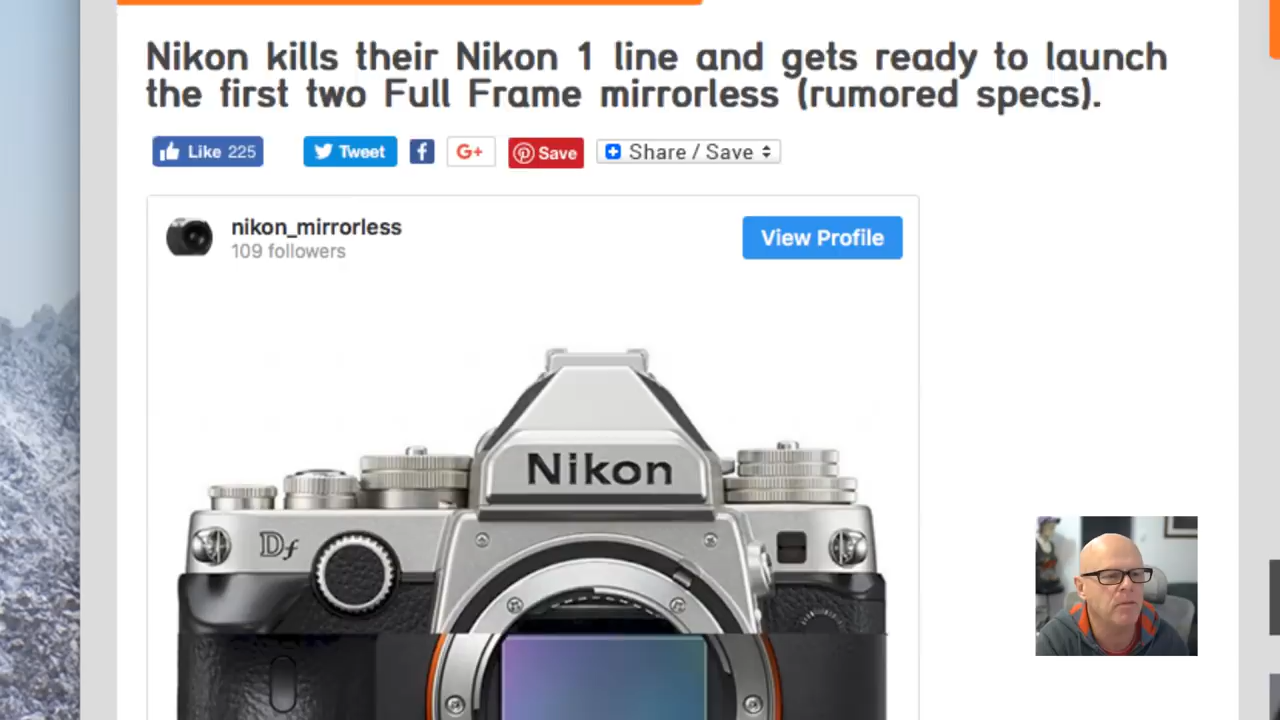 Nikon kills their Nikon 1 line and gets ready to launch
the first two Full Frame mirrorless (rumored specs).
Like 225
Tweet
f
G+
Save
Share / Save
nikon_mirrorless
109 followers
View Profile
Nikon
Df